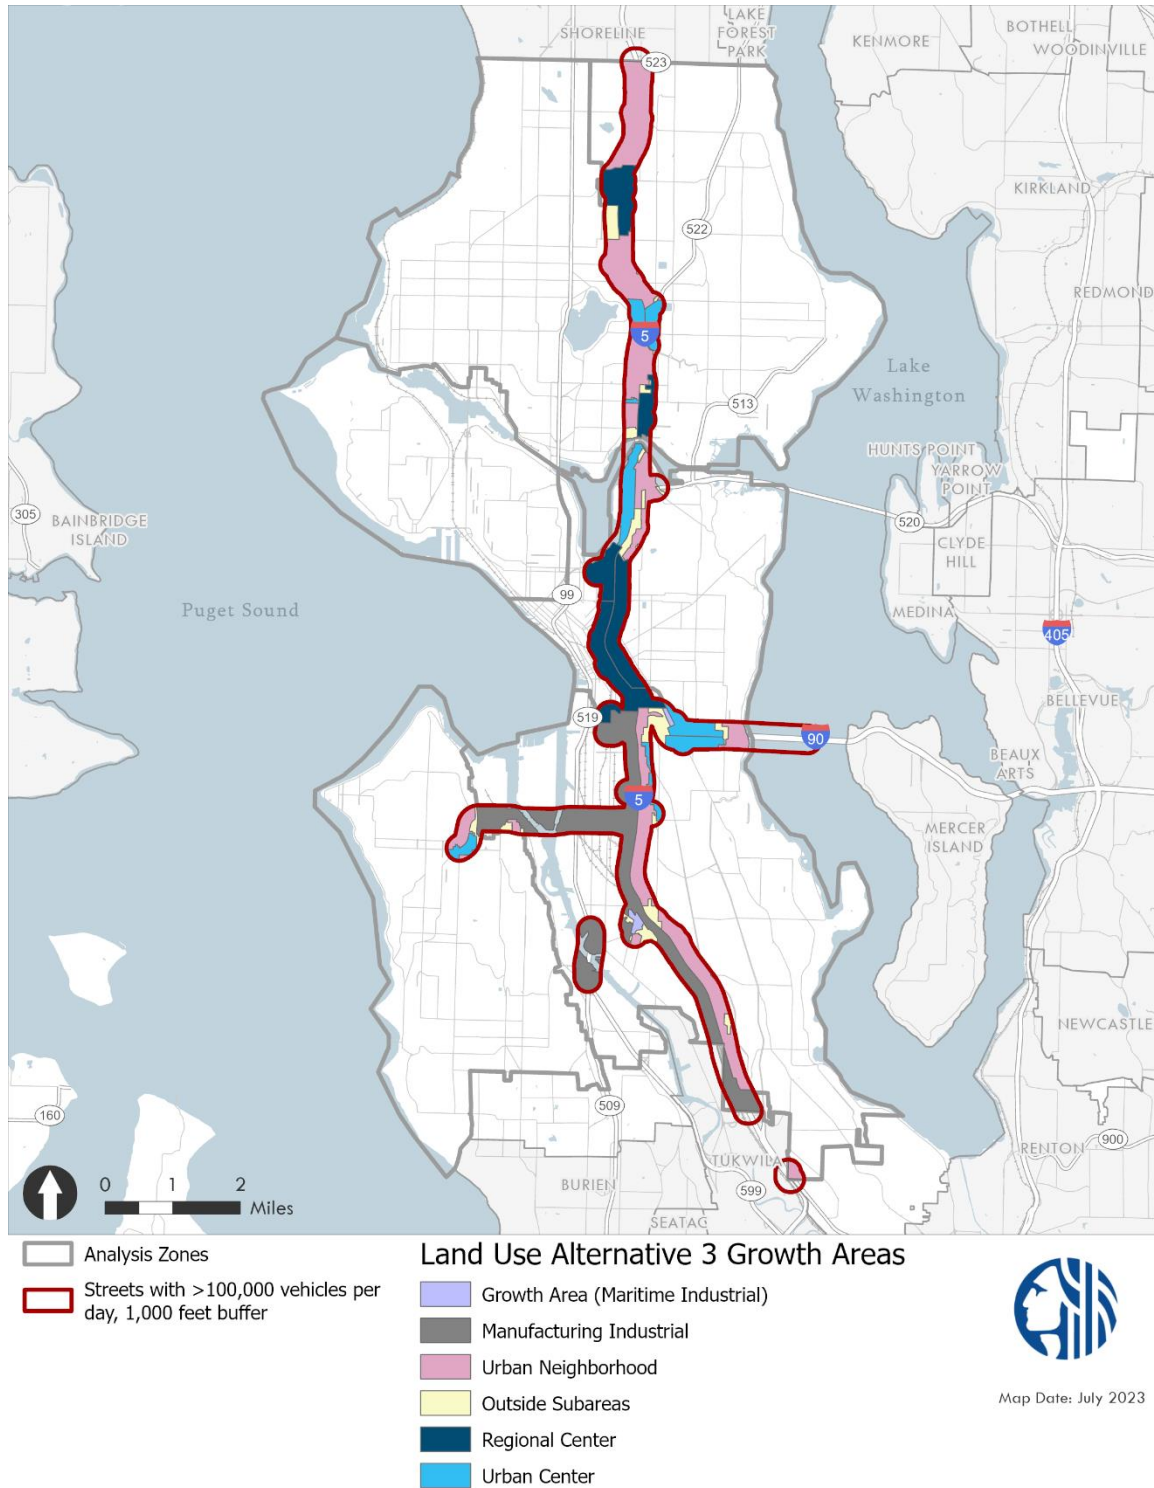 SHORELINE
LAKE
FOREST
PARK
BOTHELL
KENMORE
WOODINVILLE
523
KIRKLAND
522
REDMOND
5
Lake
Washington
513
HUNTS POINT
YARROW
POINT
305
BAINBRIDGE
ISLAND
520
CLYDE
HILL
99
Puget Sound
MEDINA
405
BELLEVUE
519
90
BEAUX
ARTS
5
MERCER
ISLAND
NEWCASTLE
160
509
RENTON
900
TUKWILA
BURIEN
599
SEATAC
0 1 2
Miles
Analysis Zones
Streets with >100,000 vehicles per
day, 1,000 feet buffer
Land Use Alternative 3 Growth Areas
Growth Area (Maritime Industrial)
Manufacturing Industrial
Urban Neighborhood
Outside Subareas
Regional Center
Urban Center
Map Date: July 2023